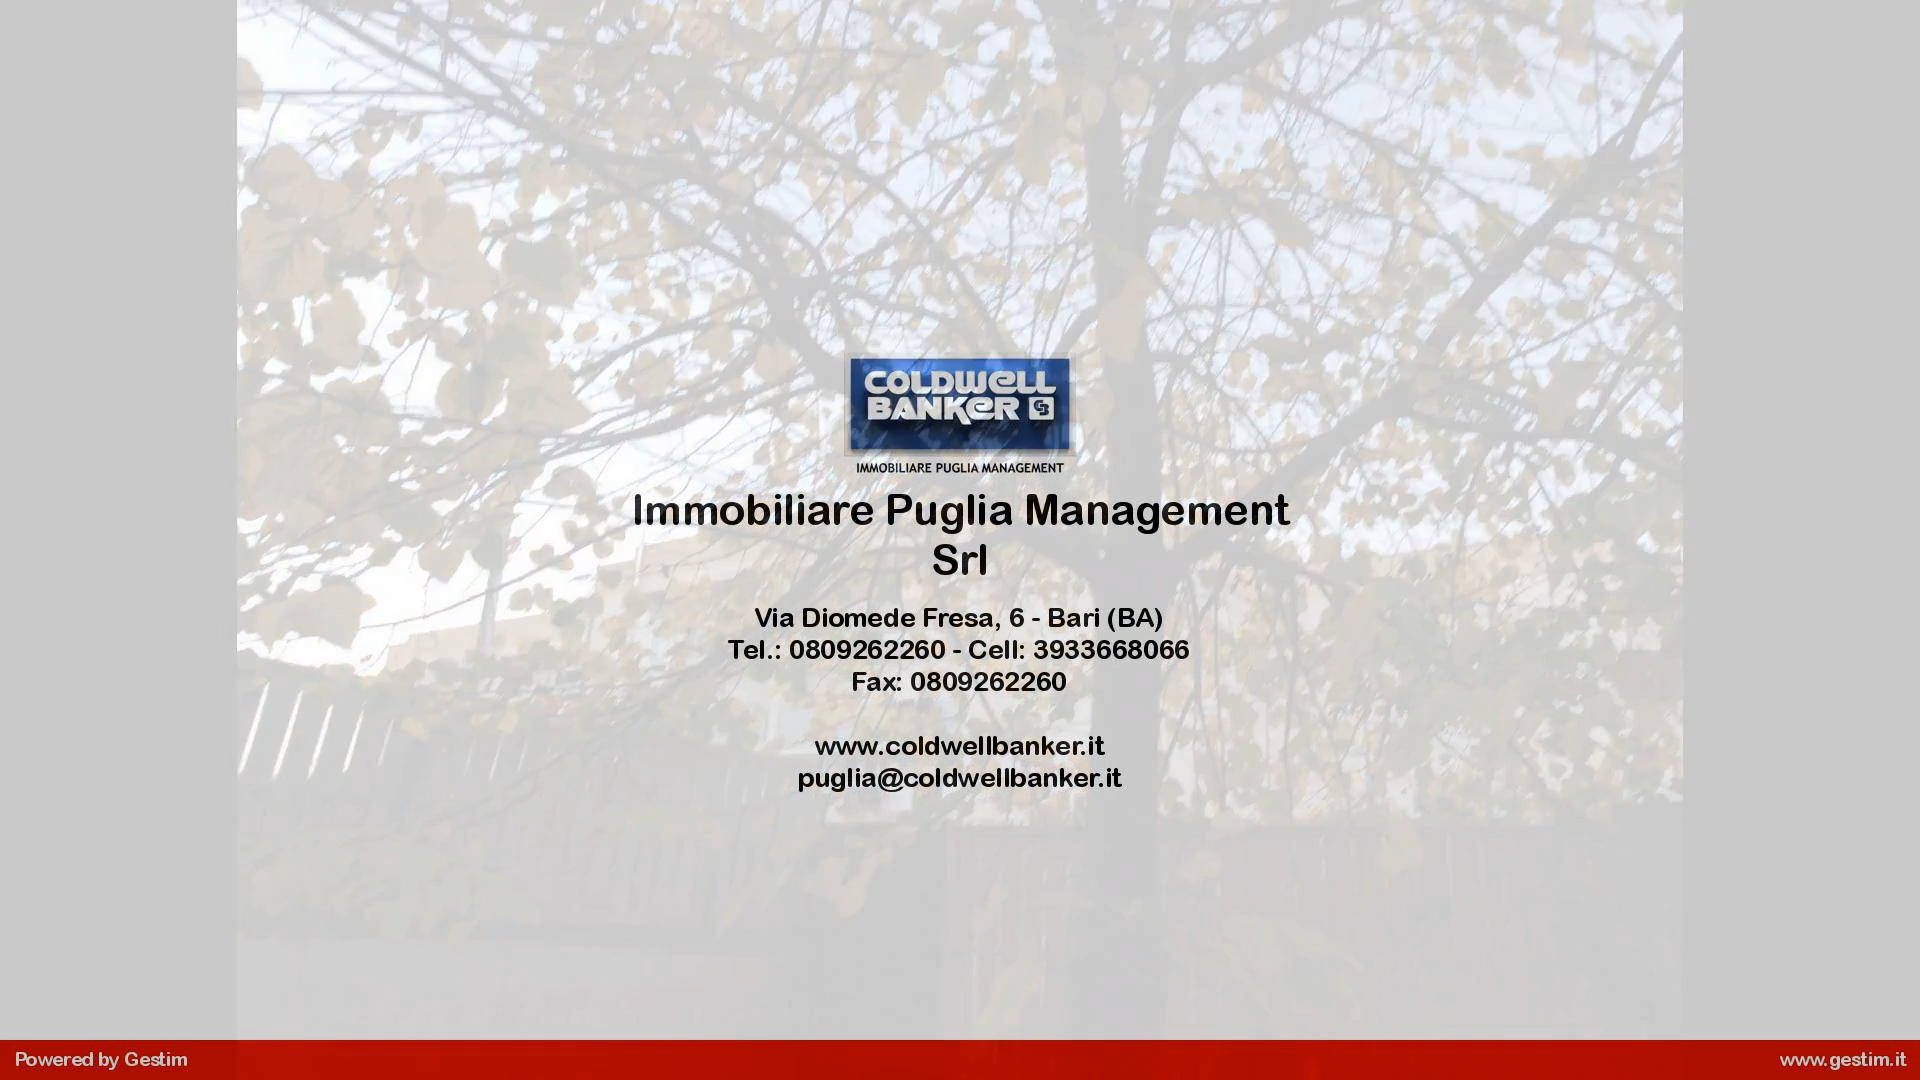 COLDWELL
BANKER CB
IMMOBILIARE PUGLIA MANAGEMENT
Immobiliare Puglia Management
Srl
Via Diomede Fresa, 6 - Bari (BA)
Tel.: 0809262260 - Cell: 3933668066
Fax: 0809262260
www.coldwellbanker.it
puglia@coldwellbanker.it
Powered by Gestim
www.gestim.it